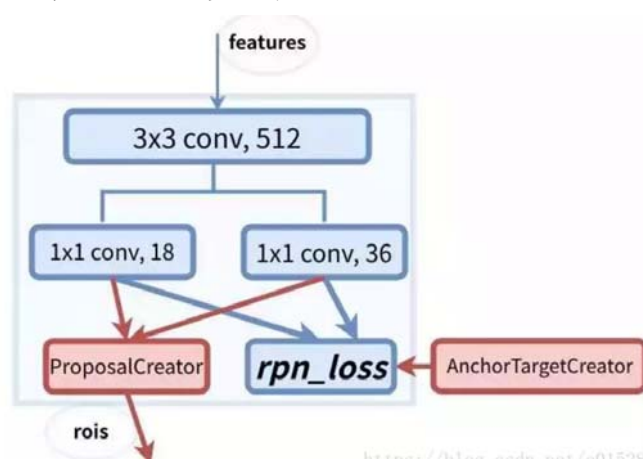 features
3x3 conv, 512
1x1 conv, 18
1x1 conv, 36
ProposalCreator
rpn_loss
AnchorTargetCreator
rois